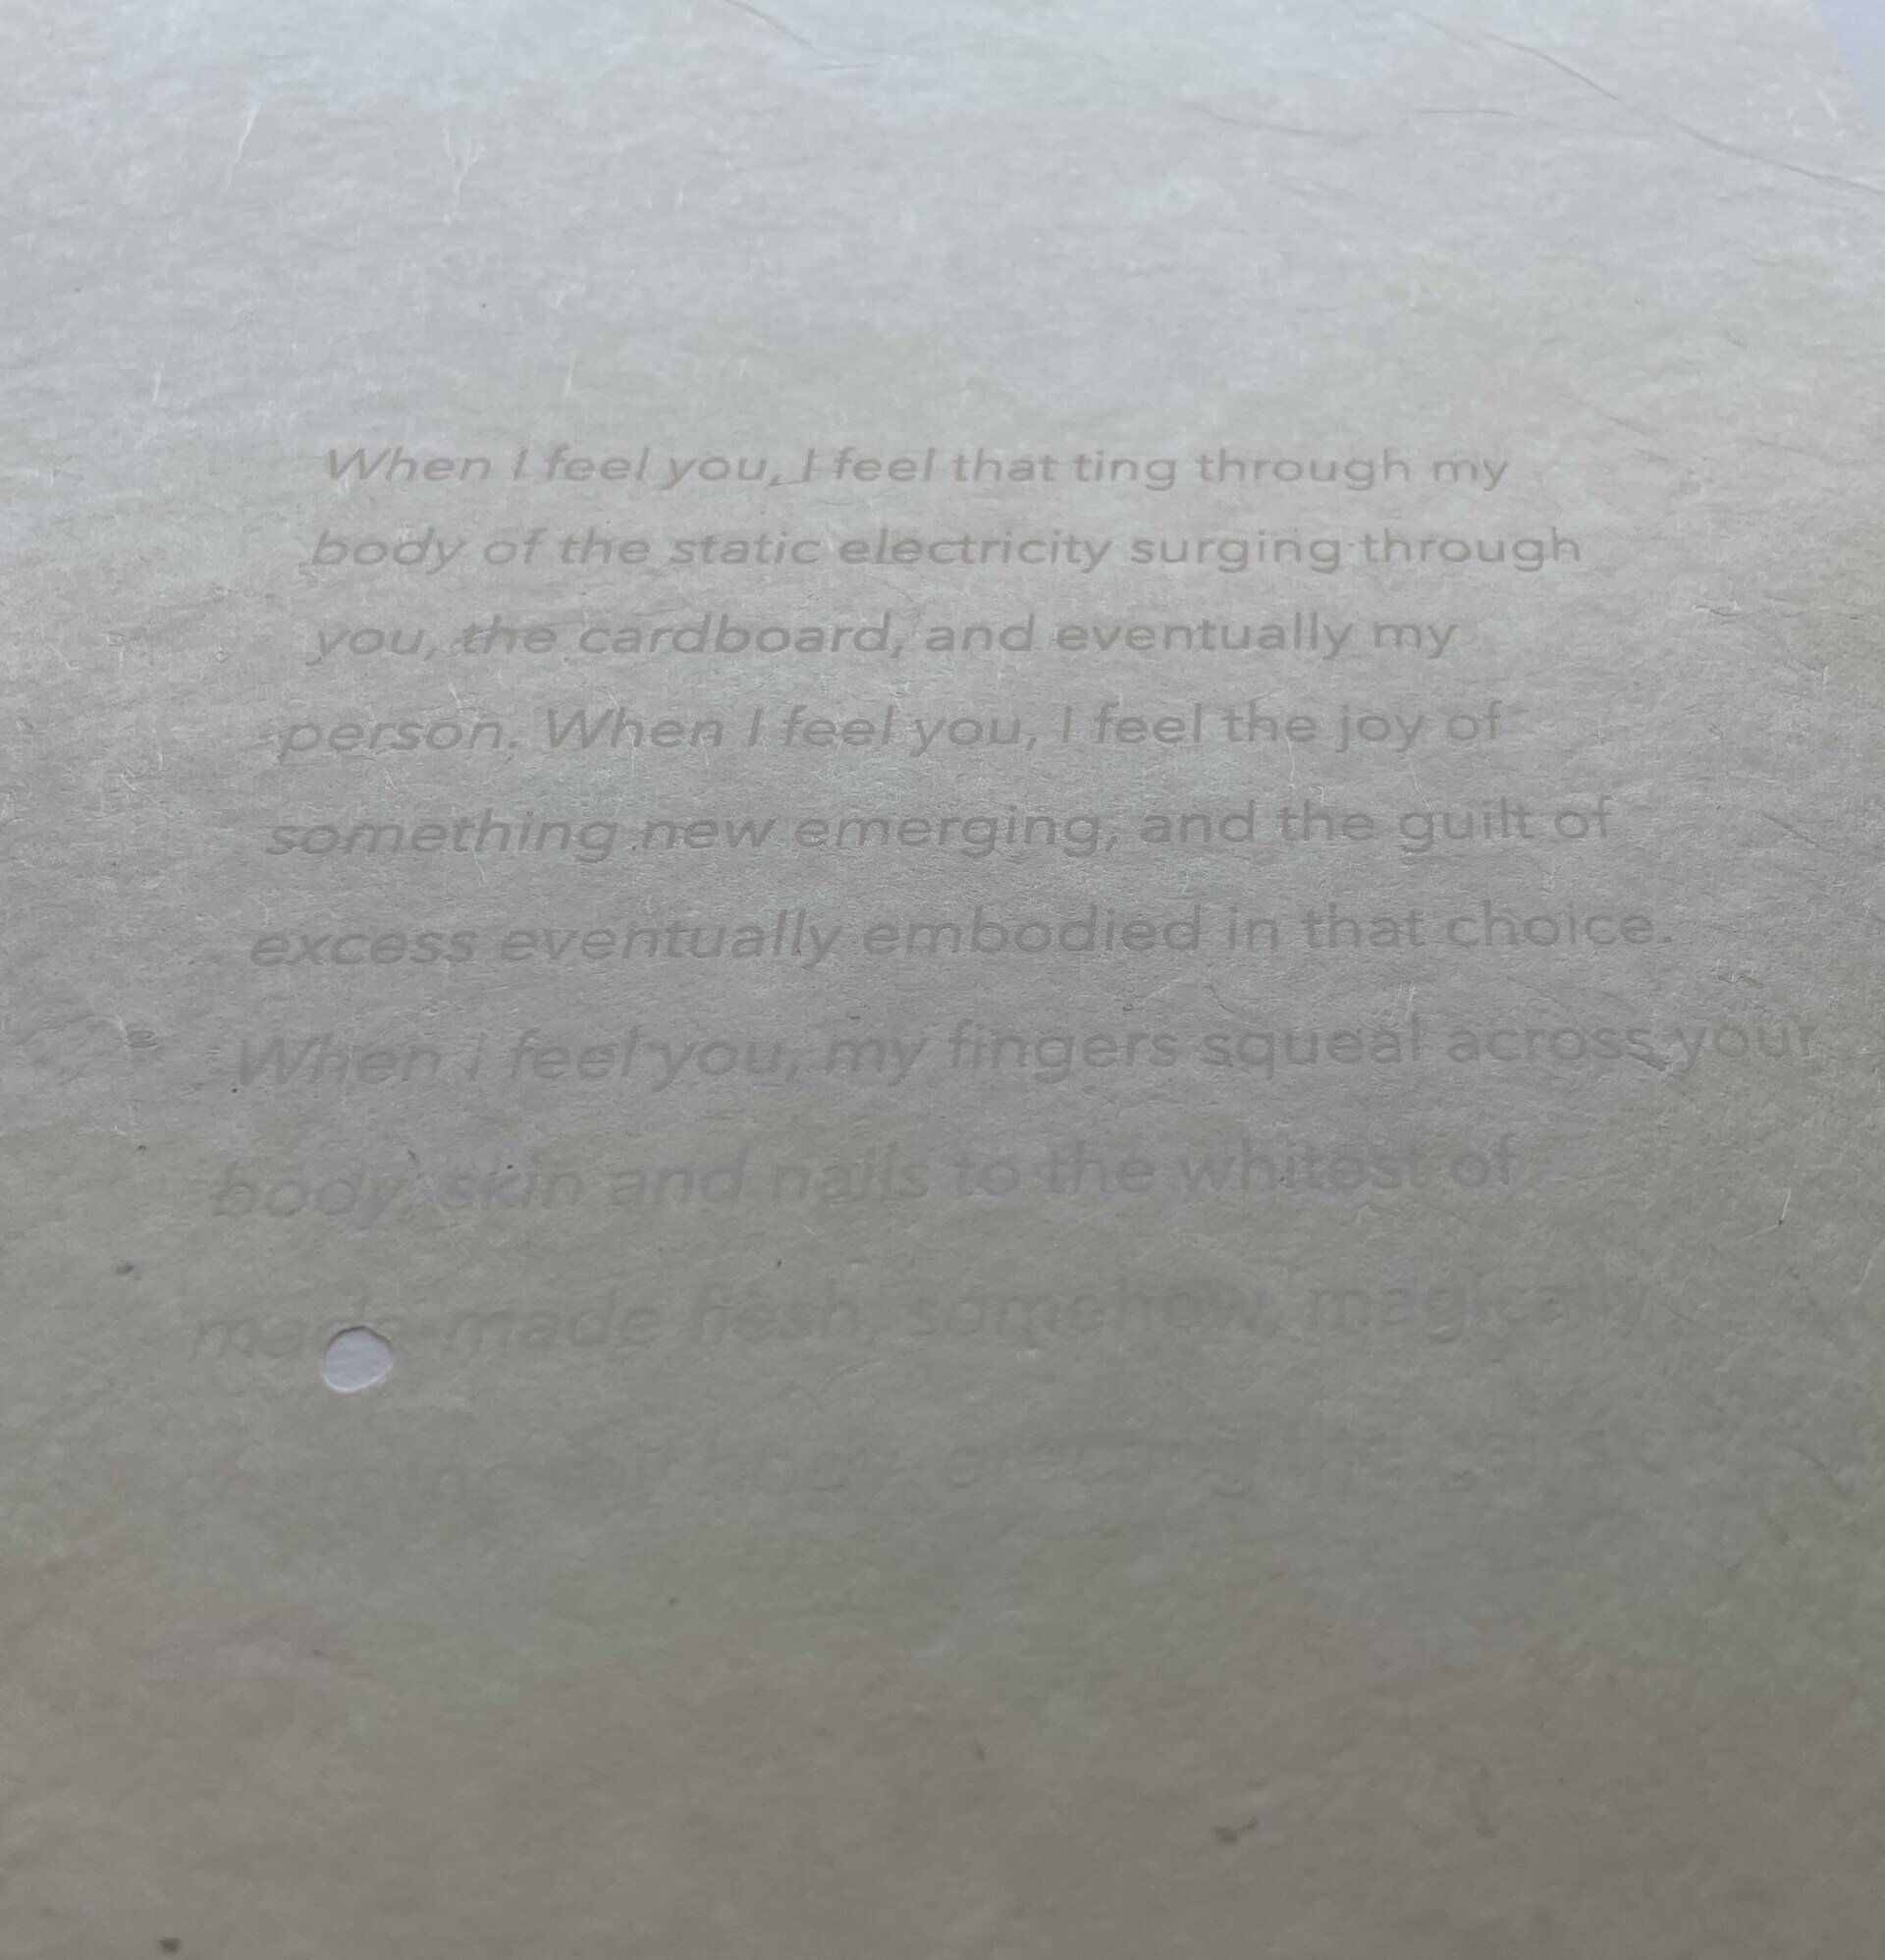 When I feel you, I feel that ting through my
body of the static electricity surging through
you, the cardboard, and eventually my
person. When I feel you, I feel the joy of
something new emerging, and the guilt of
excess eventually embodied in that choice.
When I feel you, my fingers squeal across your
body, skin and nails to the whitest of
made-made flesh, somehow, magically